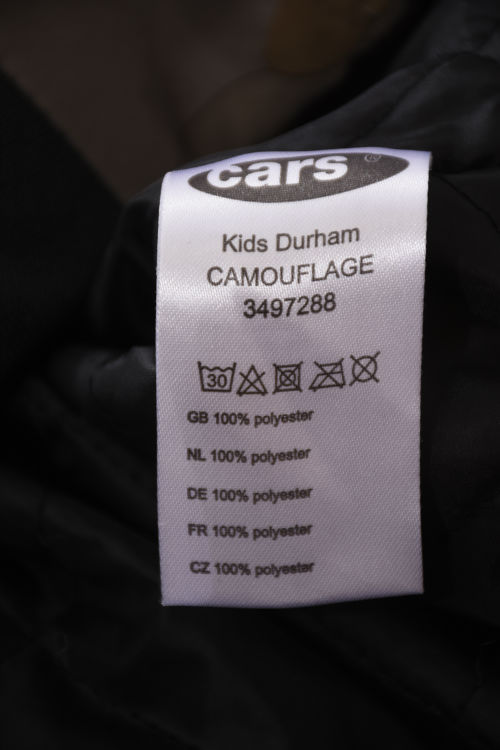 cars®
Kids Durham
CAMOUFLAGE
3497288
30
GB 100% polyester
NL 100% polyester
DE 100% polyester
FR 100% polyester
CZ 100% polyester